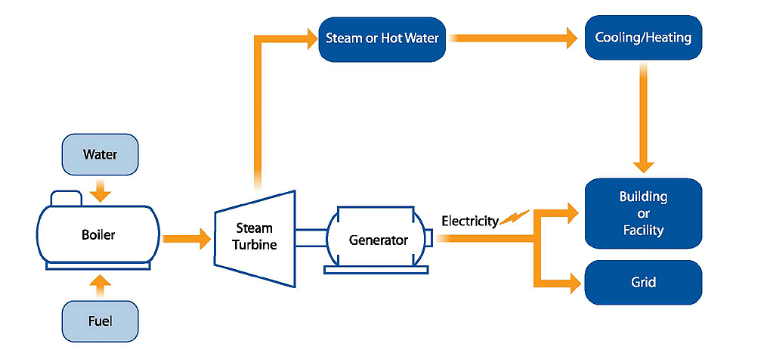 Steam or Hot Water
Cooling/Heating
Water
Boiler
Steam
Turbine
Generator
Electricity
Building
or
Facility
Grid
Fuel